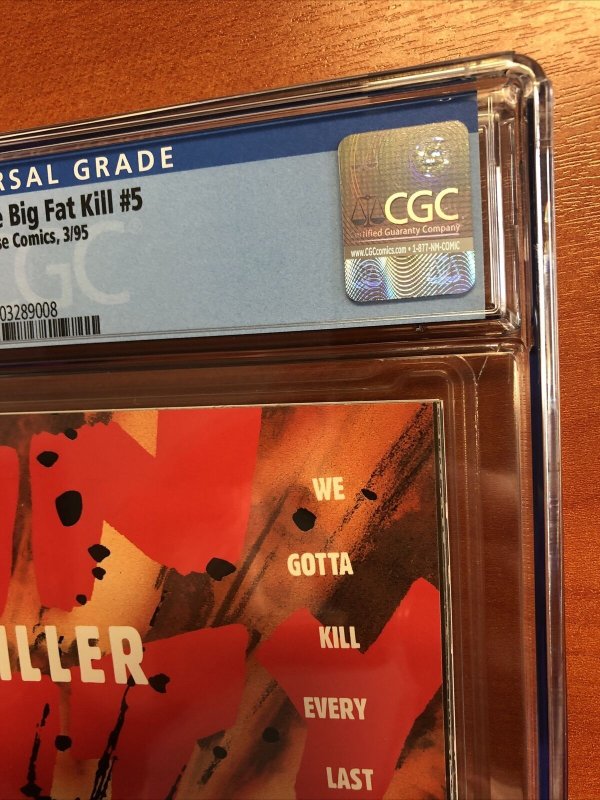 RSAL GRADE
e Big Fat Kill #5
se Comics, 3/95
GC
03289008
CGC
Certified Guaranty Company
www.CGCcomics.com • 1-877-NM-COMIC
WE
GOTTA
KILL
ILLER
EVERY
LAST